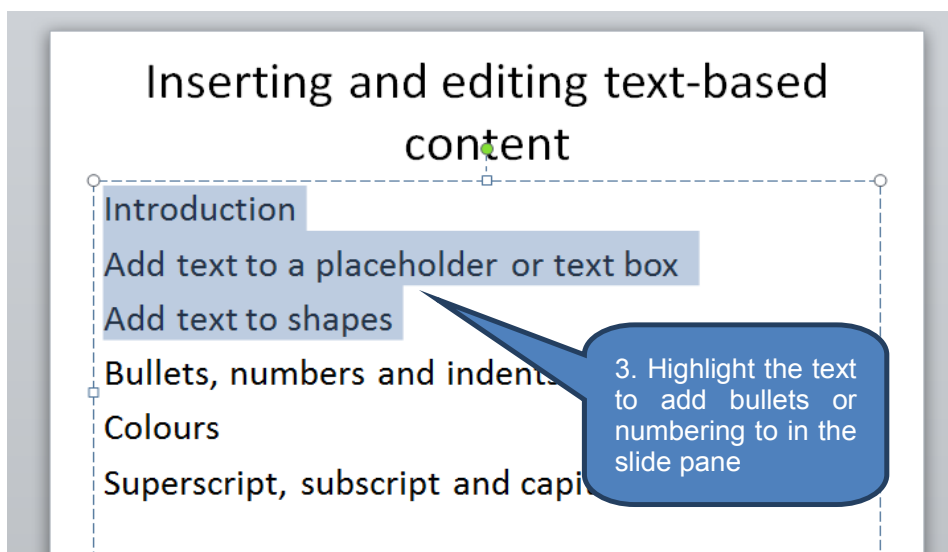 Inserting and editing text-based
content
Introduction
Add text to a placeholder or text box
Add text to shapes
Bullets, numbers and indents
Colours
Superscript, subscript and
3. Highlight the text
to add bullets or
numbering to in the
slide pane